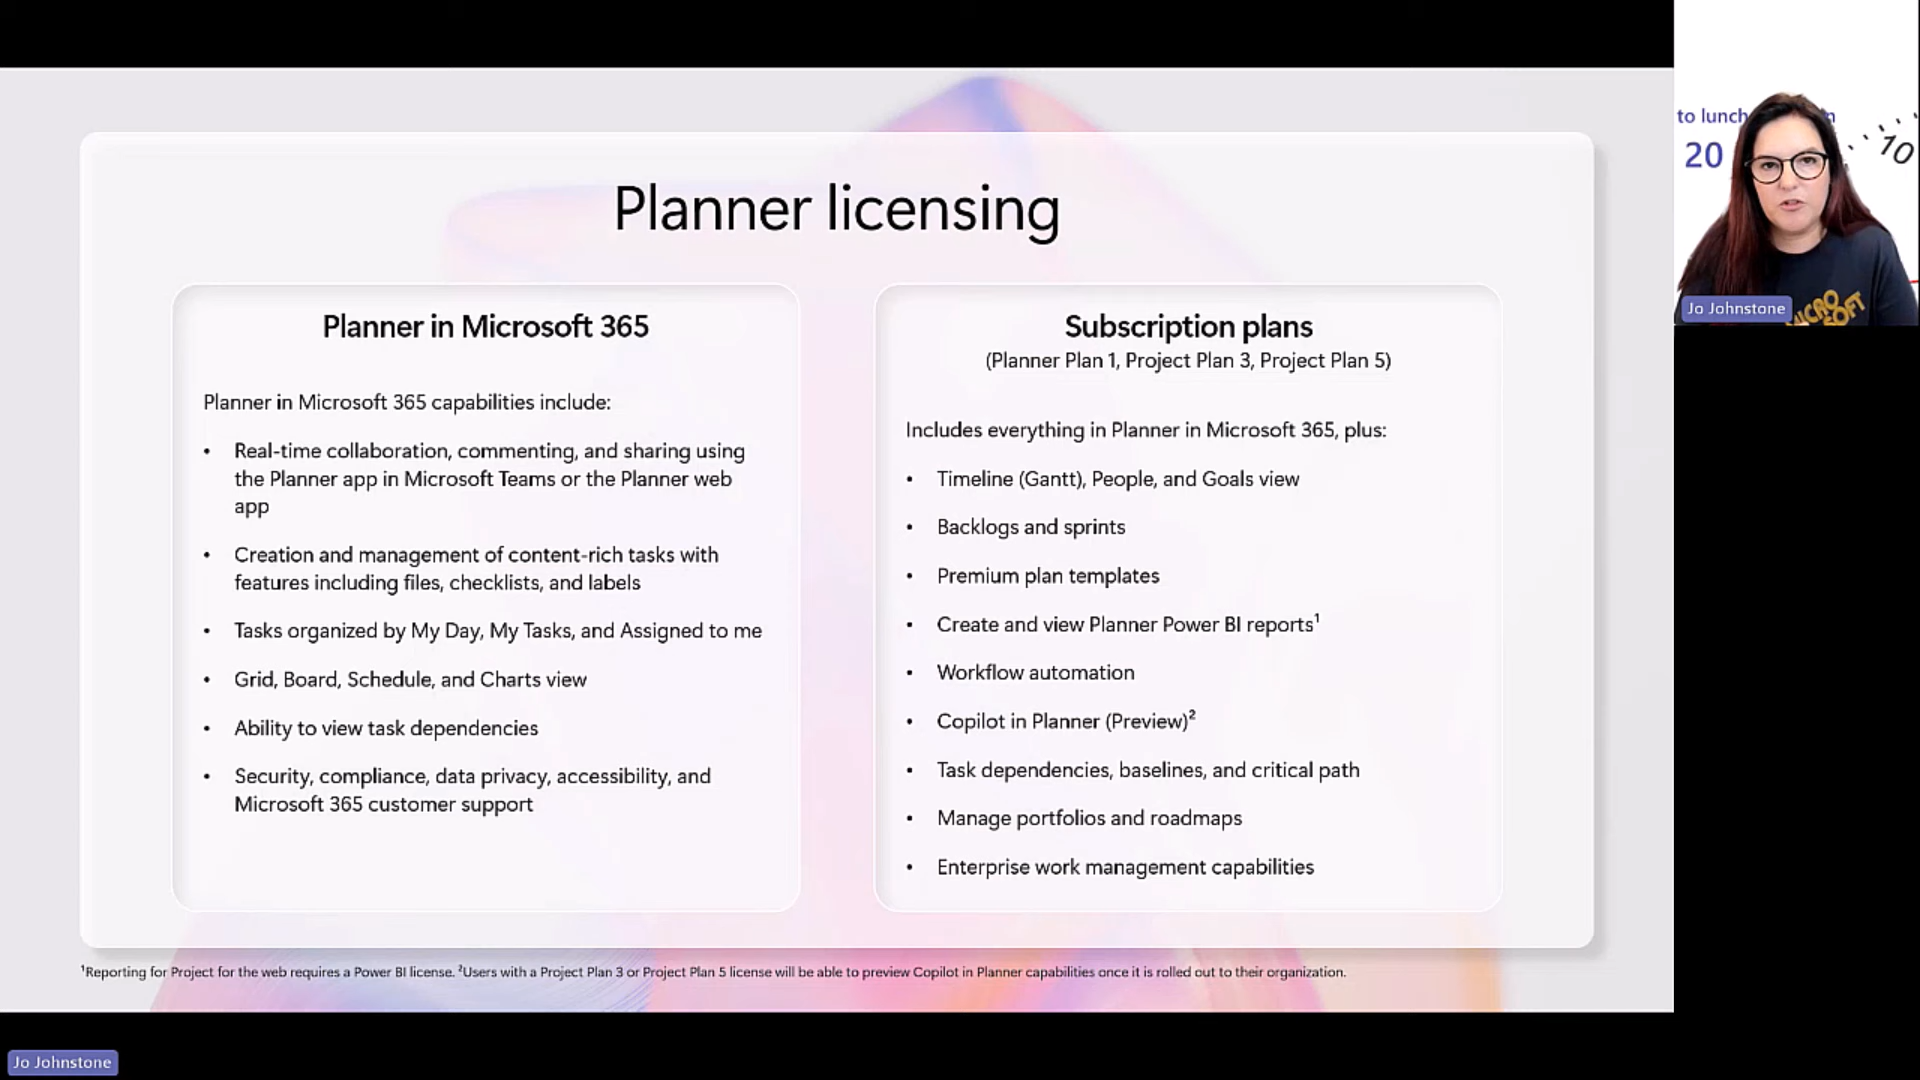 Planner licensing
Planner in Microsoft 365
Planner in Microsoft 365 capabilities include:
• Real-time collaboration, commenting, and sharing using
the Planner app in Microsoft Teams or the Planner web
app
• Creation and management of content-rich tasks with
features including files, checklists, and labels
• Tasks organized by My Day, My Tasks, and Assigned to me
• Grid, Board, Schedule, and Charts view
• Ability to view task dependencies
• Security, compliance, data privacy, accessibility, and
Microsoft 365 customer support
Subscription plans
(Planner Plan 1, Project Plan 3, Project Plan 5)
Includes everything in Planner in Microsoft 365, plus:
• Timeline (Gantt), People, and Goals view
• Backlogs and sprints
• Premium plan templates
• Create and view Planner Power BI reports¹
• Workflow automation
• Copilot in Planner (Preview)²
• Task dependencies, baselines, and critical path
• Manage portfolios and roadmaps
• Enterprise work management capabilities
¹Reporting for Project for the web requires a Power BI license. ²Users with a Project Plan 3 or Project Plan 5 license will be able to preview Copilot in Planner capabilities once it is rolled out to their organization.
to lunch
20
10
MICRO
SOFT
Jo Johnstone
Jo Johnstone